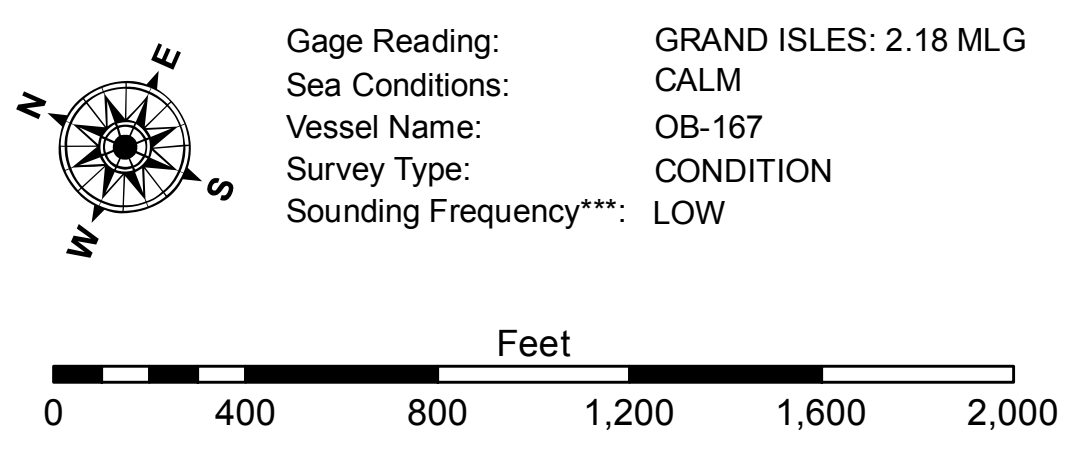 N
E
S
W
Gage Reading: GRAND ISLES: 2.18 MLG
Sea Conditions: CALM
Vessel Name: OB-167
Survey Type: CONDITION
Sounding Frequency***: LOW
Feet
0 400 800 1,200 1,600 2,000